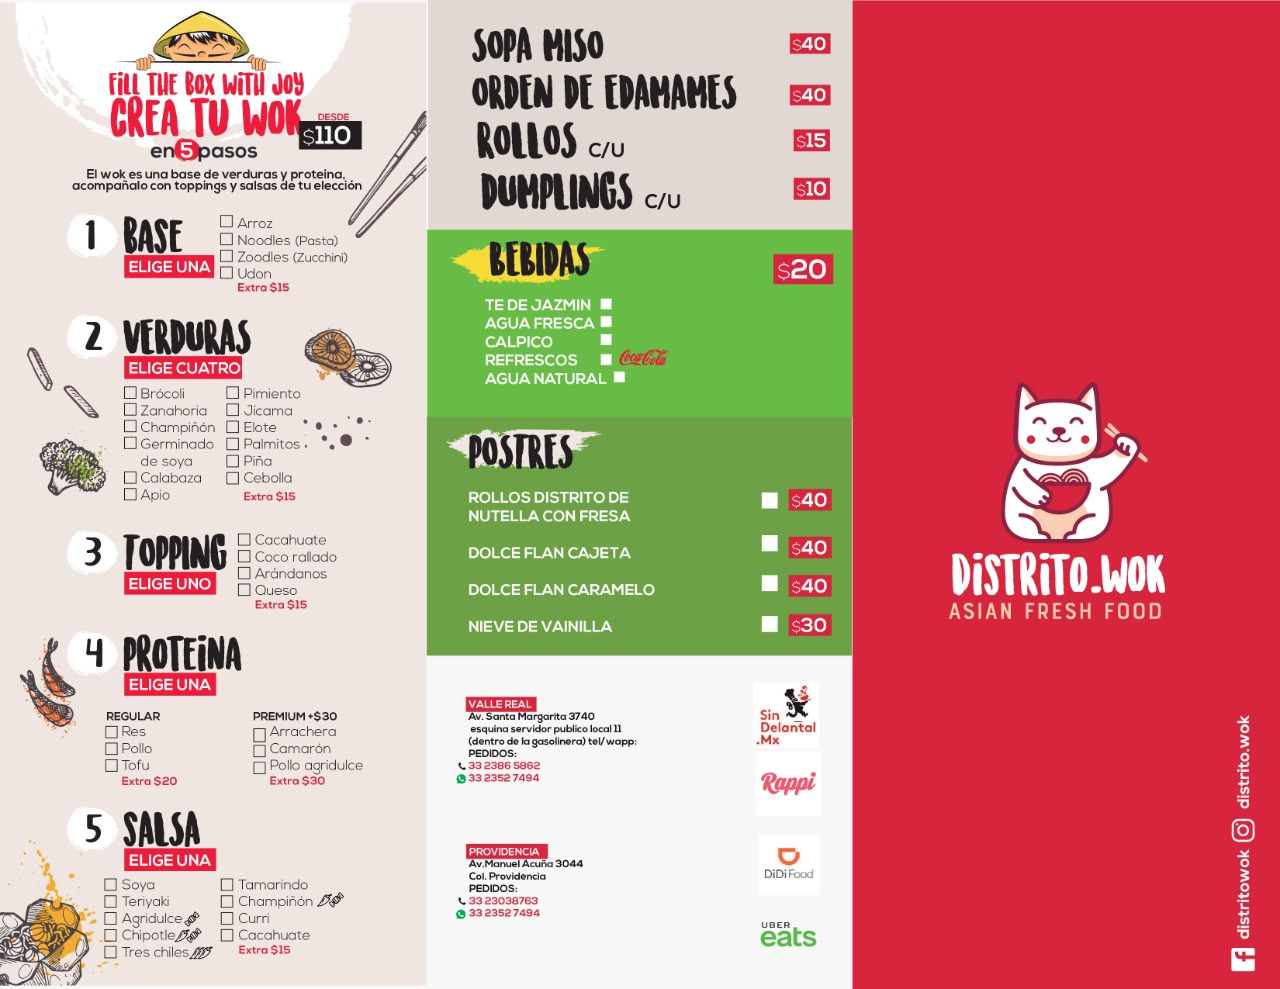 FiLL THE BOX WiTH JOY
CREA TU WOK
DESDE
$110
en 5 pasos
El wok es una base de verduras y proteina,
acompañalo con toppings y salsas de tu elección
1 BASE
ELIGE UNA
Arroz
Noodles (Pasta)
Zoodles (Zucchini)
Udon
Extra $15
2 VERDURAS
ELIGE CUATRO
Brócoli
Zanahoria
Champiñón
Germinado
de soya
Calabaza
Apio
Pimiento
Jícama
Elote
Palmitos
Piña
Cebolla
Extra $15
3 TOPPING
ELIGE UNO
Cacahuate
Coco rallado
Arándanos
Queso
Extra $15
4 PROTEiNA
ELIGE UNA
REGULAR
Res
Pollo
Tofu
Extra $20
PREMIUM +$30
Arrachera
Camarón
Pollo agridulce
Extra $30
5 SALSA
ELIGE UNA
Soya
Teriyaki
Agridulce
Chipotle
Tres chiles
Tamarindo
Champiñón
Curri
Cacahuate
Extra $15
SOPA MISO $40
ORDEN DE EDAMAMES $40
ROLLOS C/U $15
DUMPLINGS C/U $10
BEBIDAS $20
TE DE JAZMIN
AGUA FRESCA
CALPICO
REFRESCOS Coca-Cola
AGUA NATURAL
POSTRES
ROLLOS DISTRITO DE
NUTELLA CON FRESA $40
DOLCE FLAN CAJETA $40
DOLCE FLAN CARAMELO $40
NIEVE DE VAINILLA $30
VALLE REAL
Av. Santa Margarita 3740
esquina servidor publico local 11
(dentro de la gasolinera) tel/wapp:
PEDIDOS:
33 2386 5862
33 2352 7494
PROVIDENCIA
Av.Manuel Acuña 3044
Col. Providencia
PEDIDOS:
33 23038763
33 2352 7494
Sin
Delantal
.Mx
Rappi
DiDi Food
UBER
eats
DiSTRiTO.WOK
ASIAN FRESH FOOD
distritowok
distrito.wok